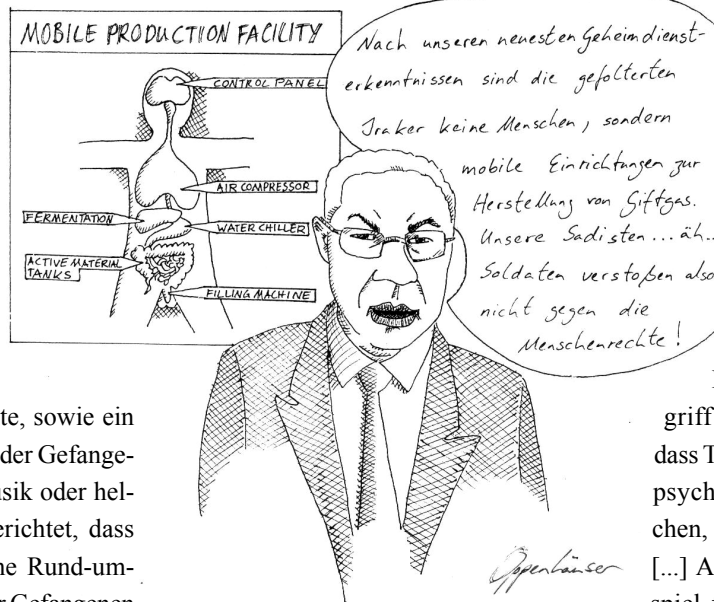 MOBILE PRODUCTION FACILITY
CONTROL PANEL
AIR COMPRESSOR
FERMENTATION
WATER CHILLER
ACTIVE MATERIAL
TANKS
FILLING MACHINE
Nach unseren neuesten Geheimdienst-
erkenntnissen sind die gefolterten
Iraker keine Menschen, sondern
mobile Einrichtungen zur
Herstellung von Giftgas.
Unsere Sadisten... äh...
Soldaten verstoßen also
nicht gegen die
Menschenrechte!
te, sowie ein
der Gefange-
usik oder hel-
erichtet, dass
ne Rund-um-
r Gefangenen
Oppenhäuser
griff
dass T
psych
chen,
[...] A